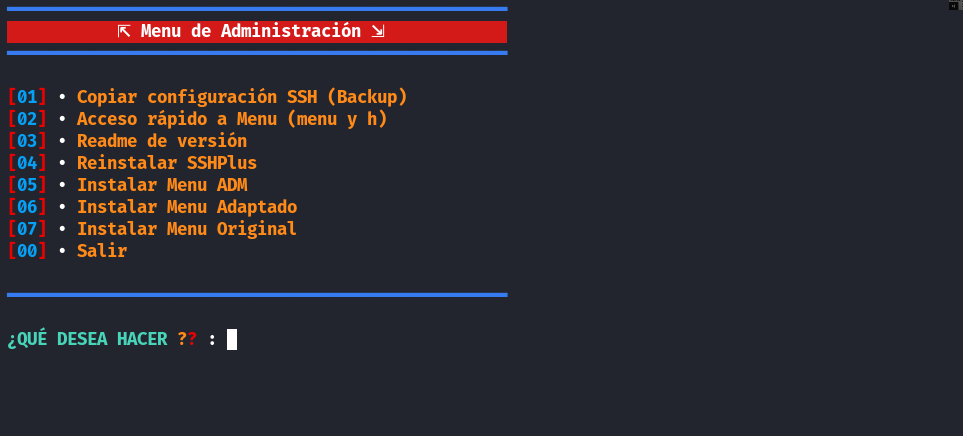 ⇱ Menu de Administración ⇲
[01] • Copiar configuración SSH (Backup)
[02] • Acceso rápido a Menu (menu y h)
[03] • Readme de versión
[04] • Reinstalar SSHPlus
[05] • Instalar Menu ADM
[06] • Instalar Menu Adaptado
[07] • Instalar Menu Original
[00] • Salir
¿QUÉ DESEA HACER ?? :